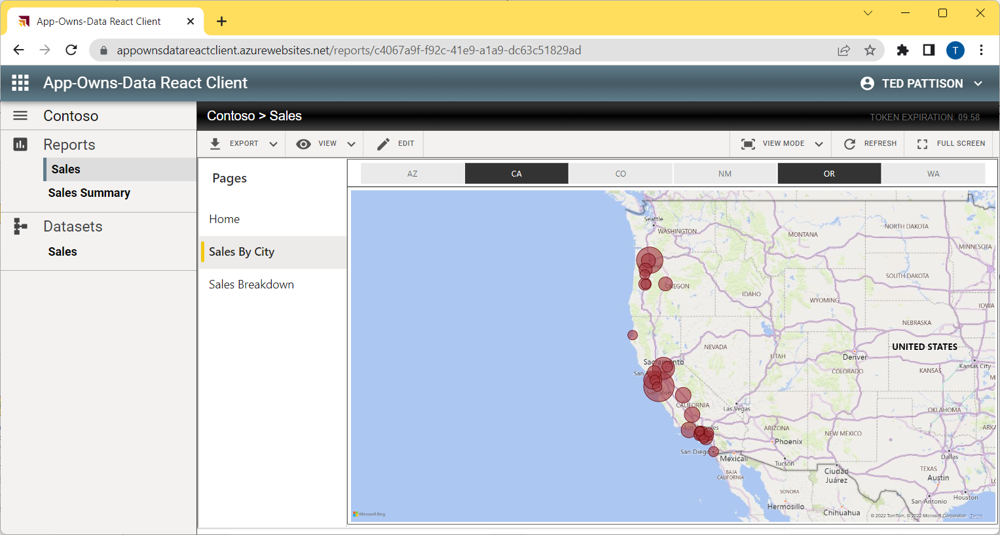 App-Owns-Data React Client
appownsdatareactclient.azurewebsites.net/reports/c4067a9f-f92c-41e9-a1a9-dc63c51829ad
T
App-Owns-Data React Client
TED PATTISON
Contoso
Contoso > Sales
TOKEN EXPIRATION: 09:58
Reports
EXPORT
VIEW
EDIT
VIEW MODE
REFRESH
FULL SCREEN
Sales
Sales Summary
Datasets
Sales
Pages
Home
Sales By City
Sales Breakdown
AZ
CA
CO
NM
OR
WA
Seattle
WASHINGTON
MONTANA
NORTH DAKOTA
MINNESOTA
OREGON
IDAHO
SOUTH DAKOTA
WYOMING
IOWA
NEBRASKA
NEVADA
UNITED STATES
UTAH
Denver
Sacramento
San
COLORADO
KANSAS
Kansas City
San Jose
CALIFORNIA
Las Vegas
OKLAHOMA
Los Angeles
ARIZONA
NEW MEXICO
ARKA
Phoenix
San Diego
Mexicali
Tucson
Dallas
BAJA
CALIFORNIA
Ciudad
Juárez
TEXAS
Austin
SONORA
Houston
San Antonio
Hermosillo
Chihuahua
Microsoft Bing
© 2022 TomTom, © 2022 Microsoft Corporation Terms